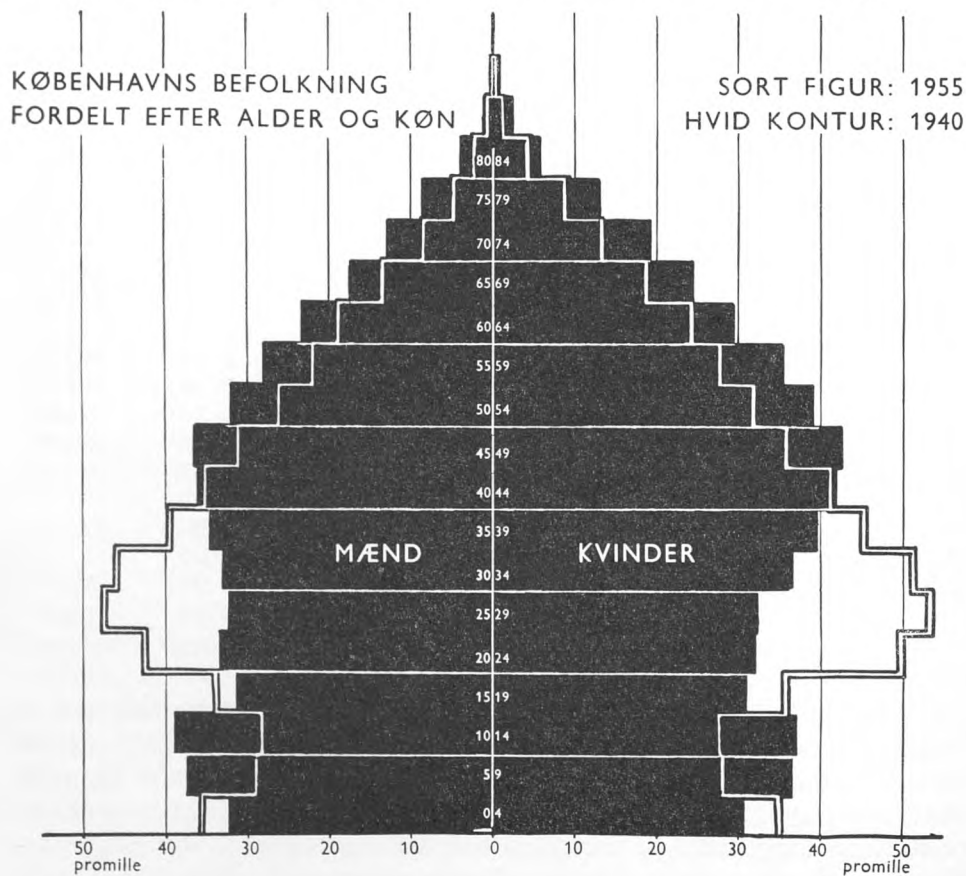 KØBENHAVNS BEFOLKNING
FORDELT EFTER ALDER OG KØN
SORT FIGUR: 1955
HVID KONTUR: 1940
80 84
75 79
70 74
65 69
60 64
55 59
50 54
45 49
40 44
35 39
MÆND KVINDER
30 34
25 29
20 24
15 19
10 14
5 9
0 4
50 40 30 20 10 0 10 20 30 40 50
promille promille